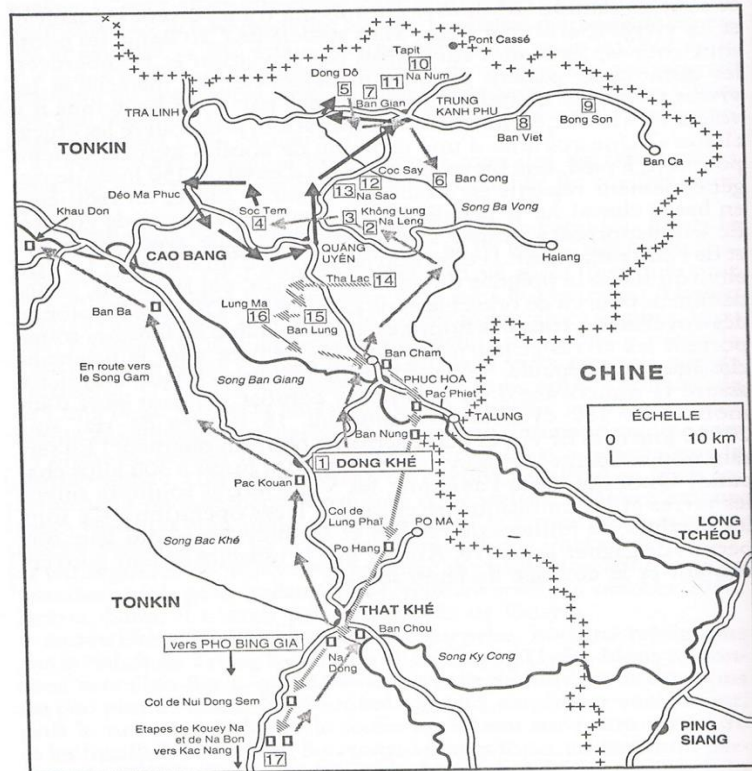 Pont Cassé
Tapit
10
Na Num
11
Dong Dô
5
7
Ban Gian
TRUNG
KANH PHU
TRA LINH
9
Bong Son
8
Ban Viet
Ban Ca
TONKIN
Coc Say
12
6
Ban Cong
13
Na Sao
Déo Ma Phuc
Soc Tem
4
3
Không Lung
2
Na Leng
Song Ba Vong
Khau Don
CAO BANG
QUANG
UYÊN
Haiang
Tha Lac
14
Lung Ma
16
15
Ban Lung
Ban Ba
CHINE
Ban Cham
En route vers
le Song Gam
Song Ban Giang
PHUC HOA
Pac Phiet
TALUNG
ÉCHELLE
0 10 km
Ban Nung
1 DONG KHÉ
Pac Kouan
Col de
Lung Phaï
PO MA
LONG
TCHÉOU
Song Bac Khé
Po Hang
TONKIN
THAT KHÉ
Ban Chou
vers PHO BING GIA
Na
Dong
Song Ky Cong
Col de Nui Dong Sem
PING
SIANG
Etapes de Kouey Na
et de Na Bon
vers Kac Nang
17